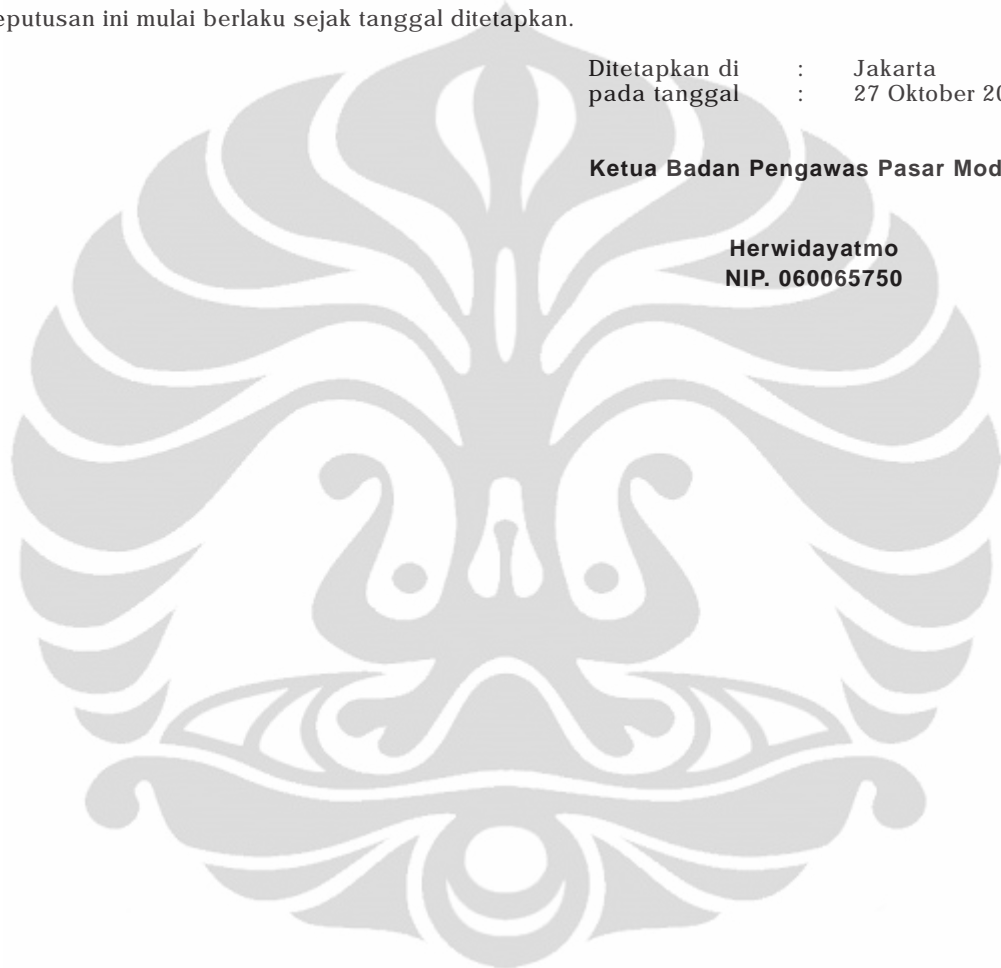 eputusan ini mulai berlaku sejak tanggal ditetapkan.
Ditetapkan di : Jakarta
pada tanggal : 27 Oktober 20
Ketua Badan Pengawas Pasar Mod
Herwidayatmo
NIP. 060065750